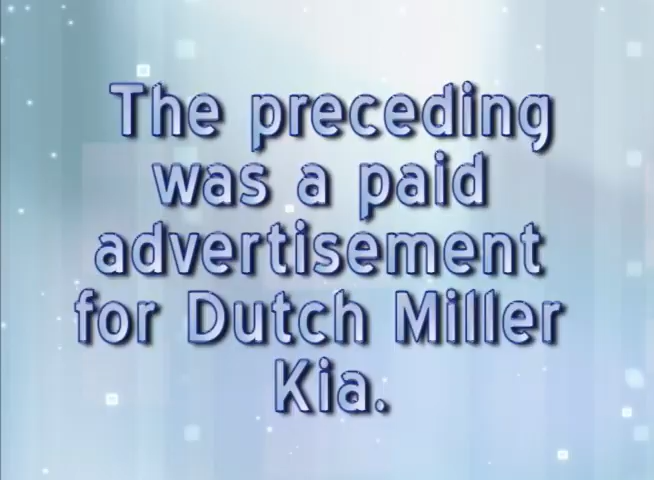 The preceding
was a paid
advertisement
for Dutch Miller
Kia.